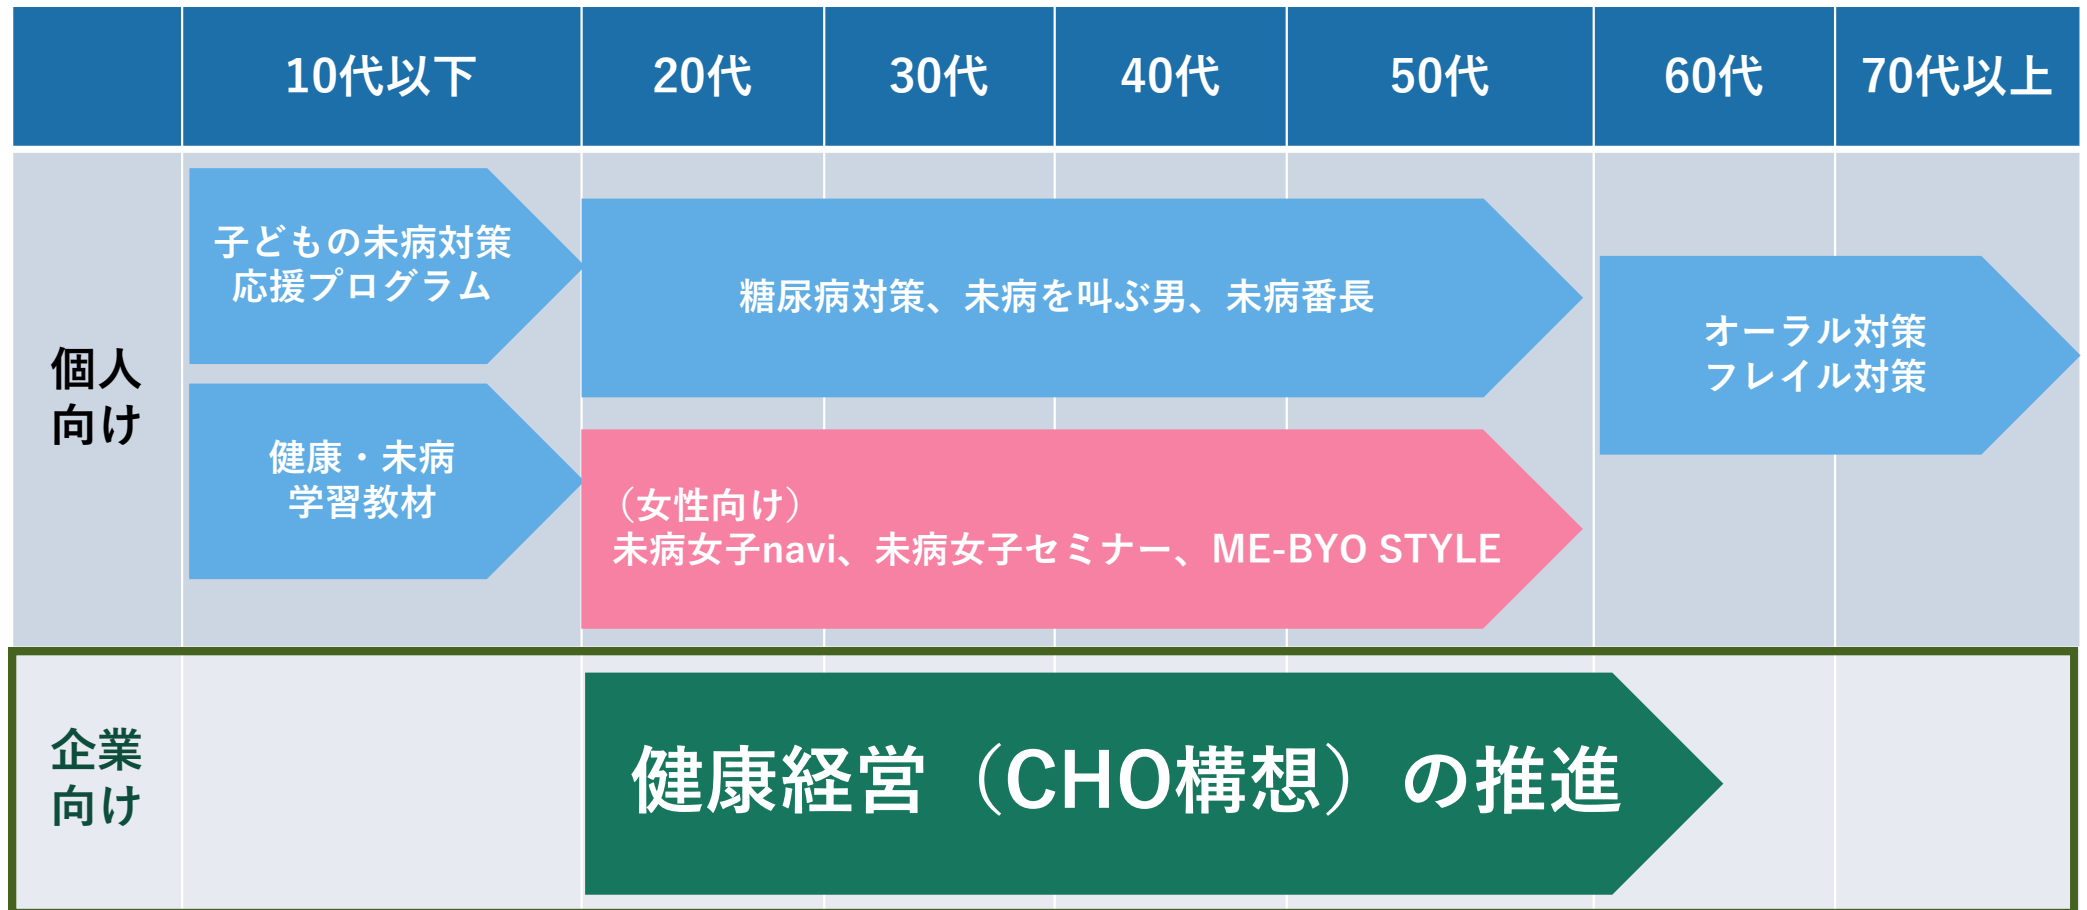 10代以下
20代
30代
40代
50代
60代
70代以上
個人
向け
子どもの未病対策
応援プログラム
健康・未病
学習教材
糖尿病対策、未病を叫ぶ男、未病番長
（女性向け）
未病女子navi、未病女子セミナー、ME-BYO STYLE
オーラル対策
フレイル対策
企業
向け
健康経営（CHO構想）の推進